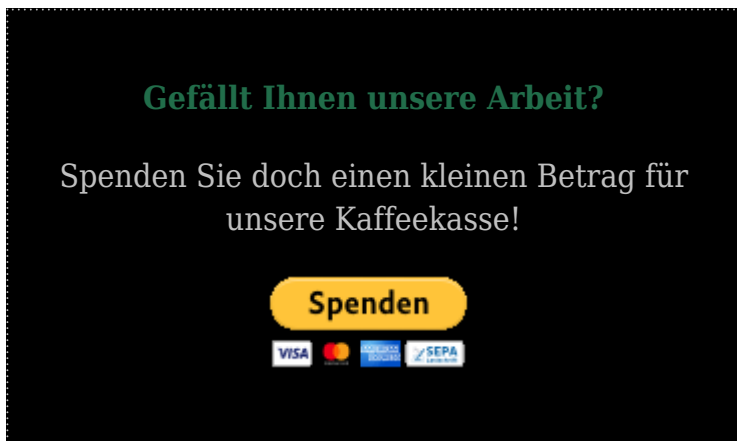 Gefällt Ihnen unsere Arbeit?
Spenden Sie doch einen kleinen Betrag für
unsere Kaffeekasse!
Spenden
VISA
SEPA